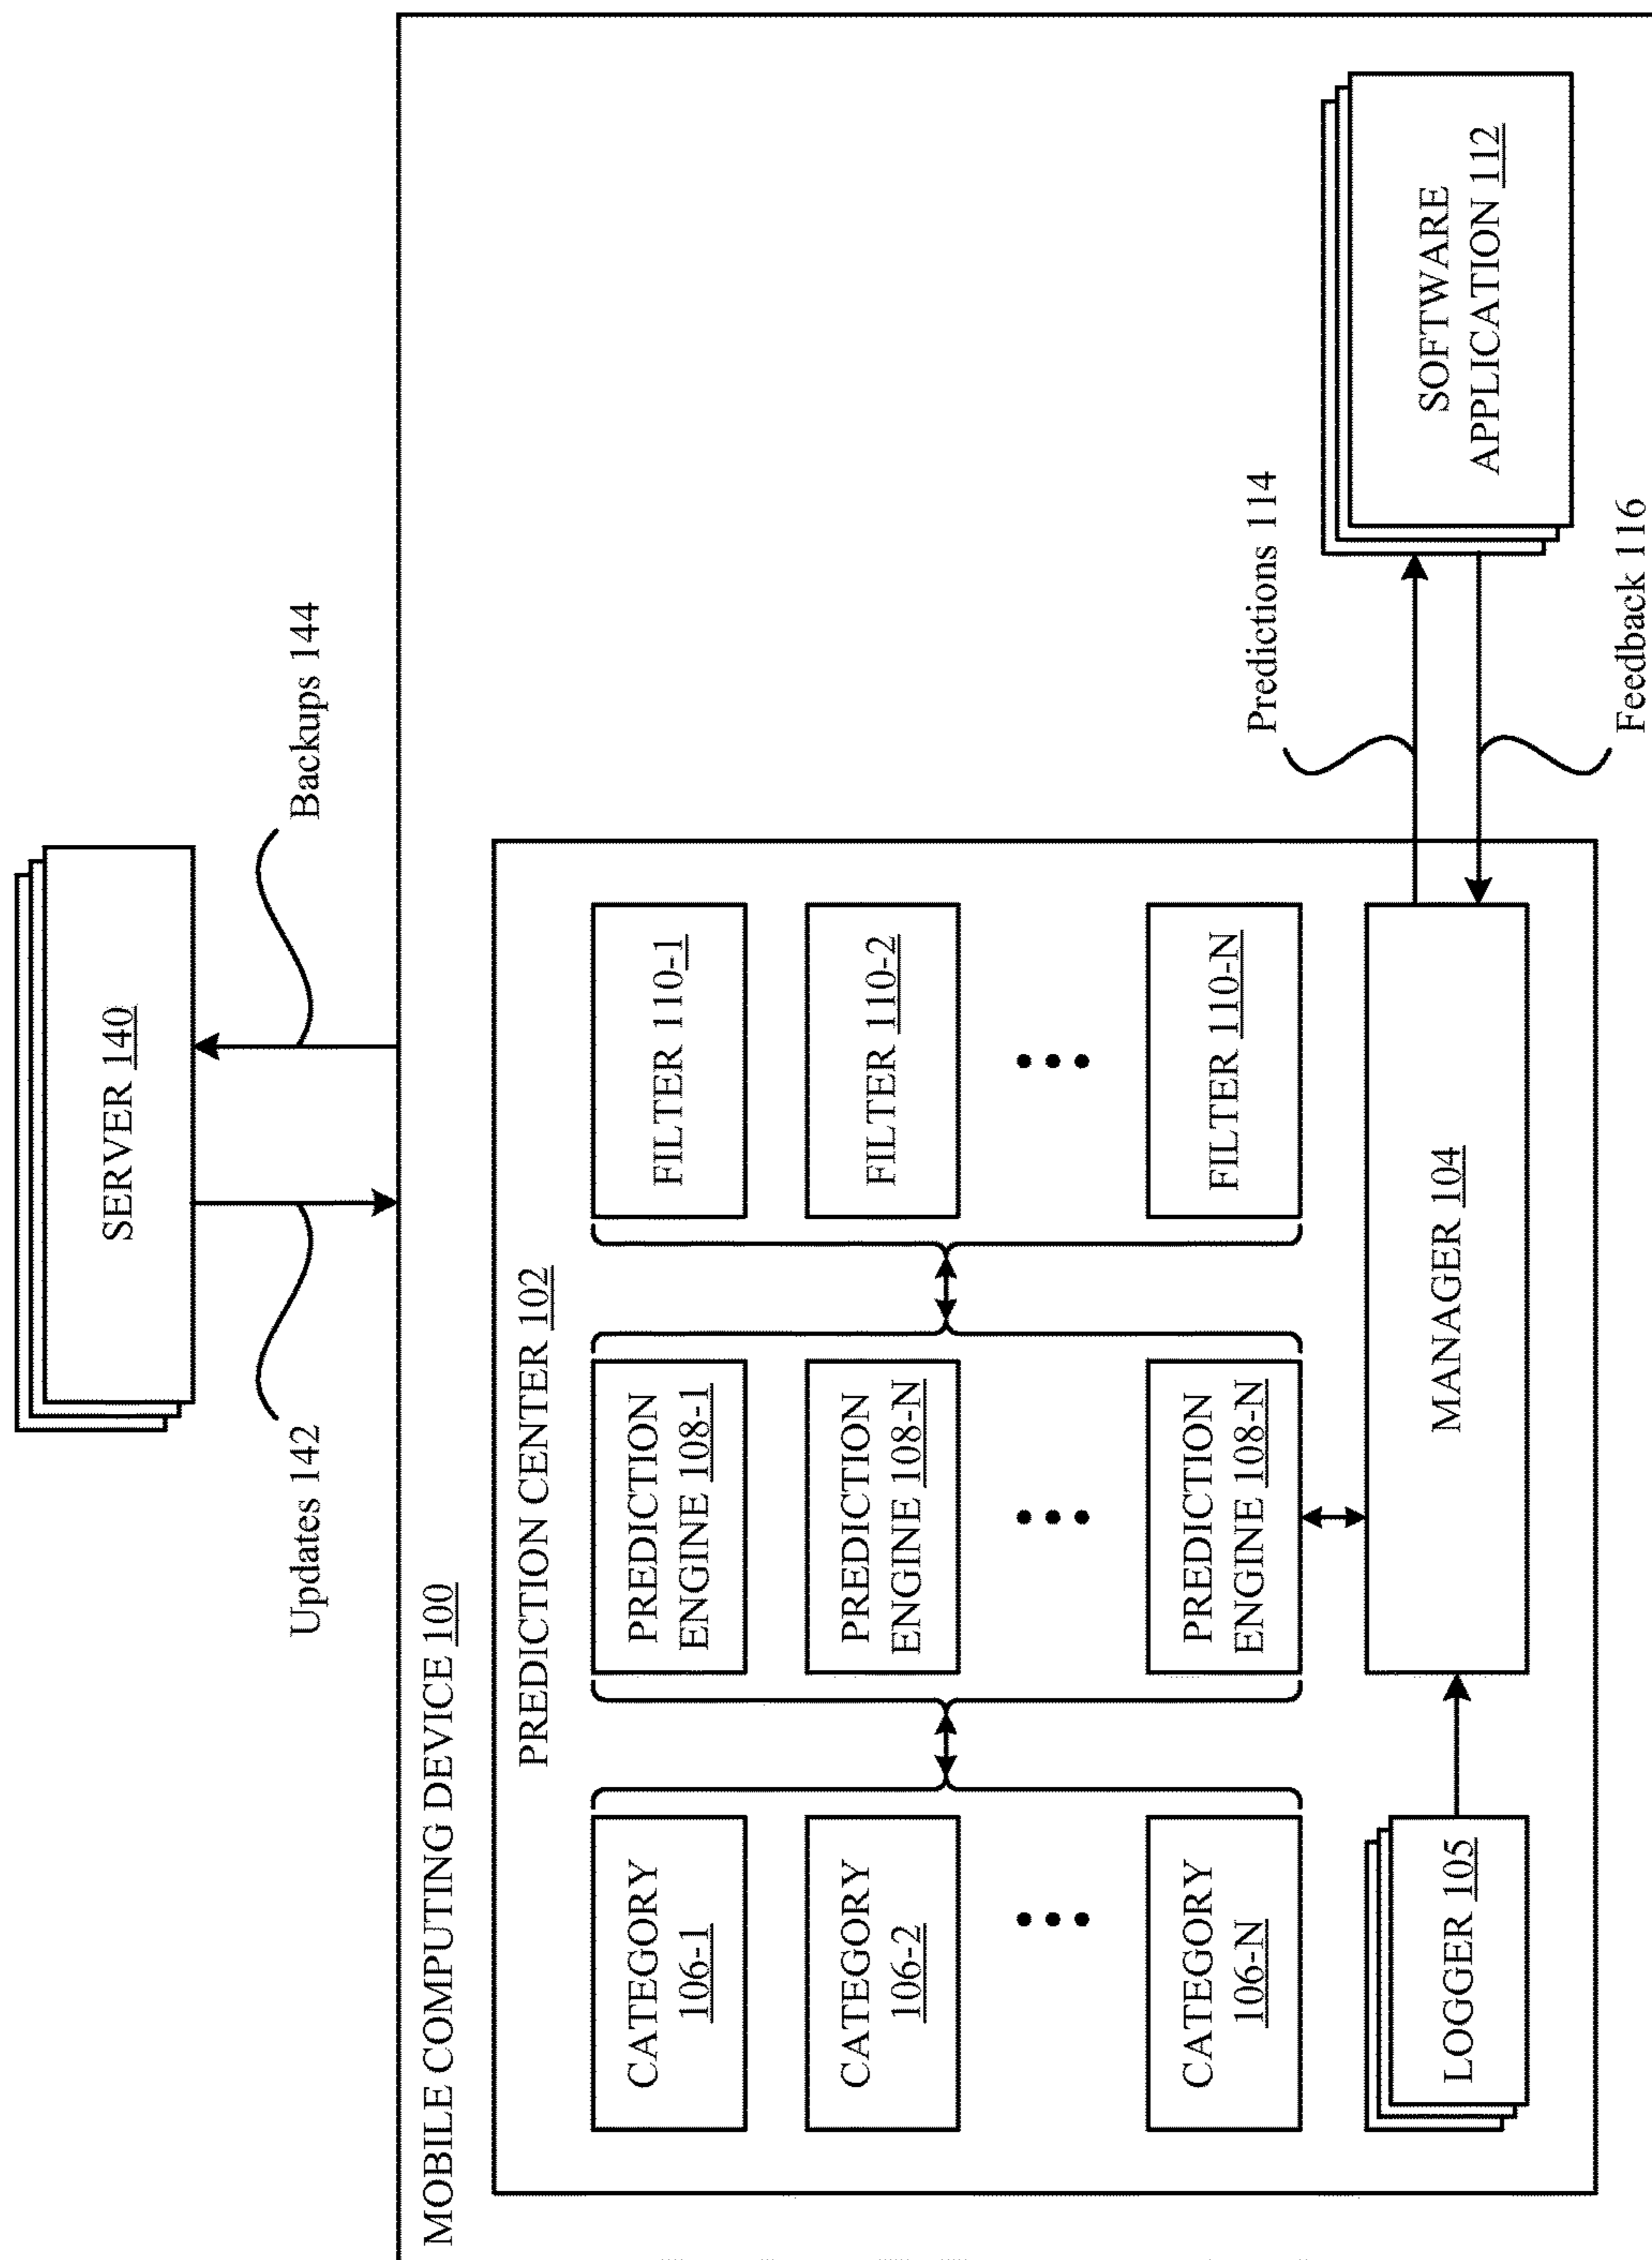 SERVER 140
Updates 142
Backups 144
MOBILE COMPUTING DEVICE 100
PREDICTION CENTER 102
CATEGORY
106-1
PREDICTION
ENGINE 108-1
FILTER 110-1
CATEGORY
106-2
PREDICTION
ENGINE 108-N
FILTER 110-2
CATEGORY
106-N
PREDICTION
ENGINE 108-N
FILTER 110-N
LOGGER 105
MANAGER 104
Predictions 114
Feedback 116
SOFTWARE
APPLICATION 112